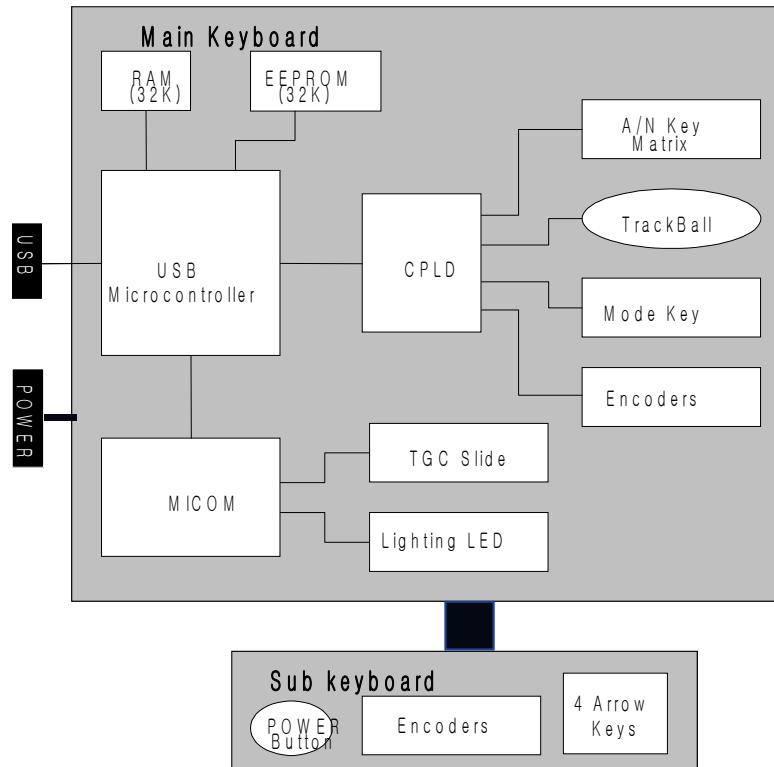 Main Keyboard
RAM
(32K)
EEPROM
(32K)
A/N Key
Matrix
TrackBall
USB
USB
Microcontroller
CPLD
Mode Key
POWER
Encoders
TGC Slide
MICOM
Lighting LED
Sub keyboard
POWER
Button
Encoders
4 Arrow
Keys